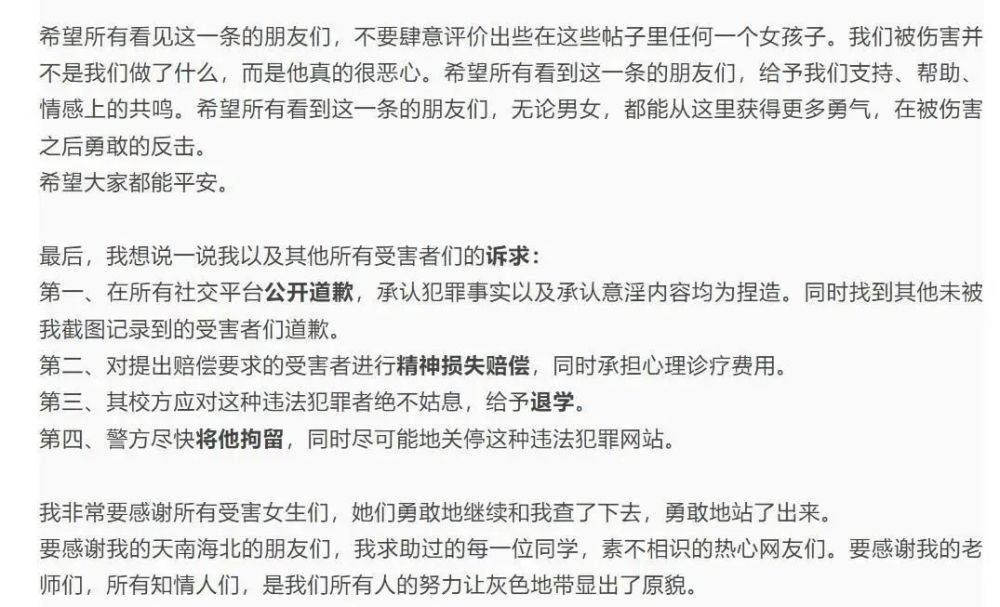 希望所有看见这一条的朋友们，不要肆意评价出些在这些帖子里任何一个女孩子。我们被伤害并
不是我们做了什么，而是他真的很恶心。希望所有看到这一条的朋友们，给予我们支持、帮助、
情感上的共鸣。希望所有看到这一条的朋友们，无论男女，都能从这里获得更多勇气，在被伤害
之后勇敢的反击。
希望大家都能平安。
最后，我想说一说我以及其他所有受害者们的诉求：
第一、在所有社交平台公开道歉，承认犯罪事实以及承认意淫内容均为捏造。同时找到其他未被
我截图记录到的受害者们道歉。
第二、对提出赔偿要求的受害者进行精神损失赔偿，同时承担心理诊疗费用。
第三、其校方应对这种违法犯罪者绝不姑息，给予退学。
第四、警方尽快将他拘留，同时尽可能地关停这种违法犯罪网站。
我非常要感谢所有受害女生们，她们勇敢地继续和我查了下去，勇敢地站了出来。
要感谢我的天南海北的朋友们，我求助过的每一位同学，素不相识的热心网友们。要感谢我的老
师们，所有知情人们，是我们所有人的努力让灰色地带显出了原貌。